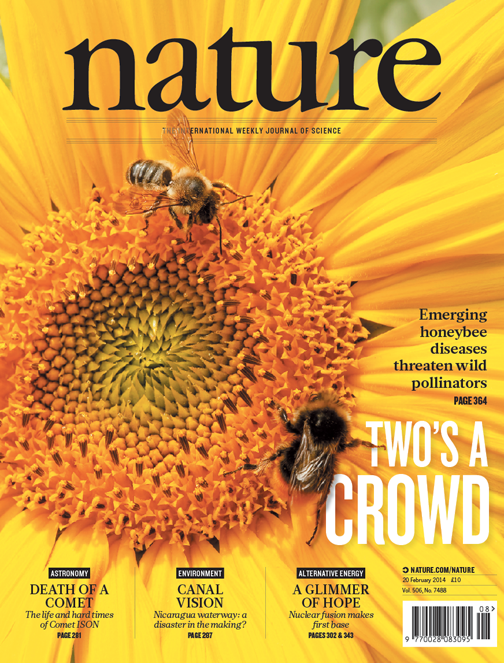 nature
ERNATIONAL WEEKLY JOURNAL OF SCIENCE
Emerging
honeybee
diseases
threaten wild
pollinators
PAGE 364
TWO'S A
CROWD
NATURE.COM/NATURE
20 February 2014 £10
Vol. 506, No. 7488
ASTRONOMY
DEATH OF A
COMET
The life and hard times
of Comet ISON
PAGE 281
ENVIRONMENT
CANAL
VISION
Nicaragua waterway: a
disaster in the making?
PAGE 287
ALTERNATIVE ENERGY
A GLIMMER
OF HOPE
Nuclear fusion makes
first base
PAGES 302 & 343
08>
9 770028 083095